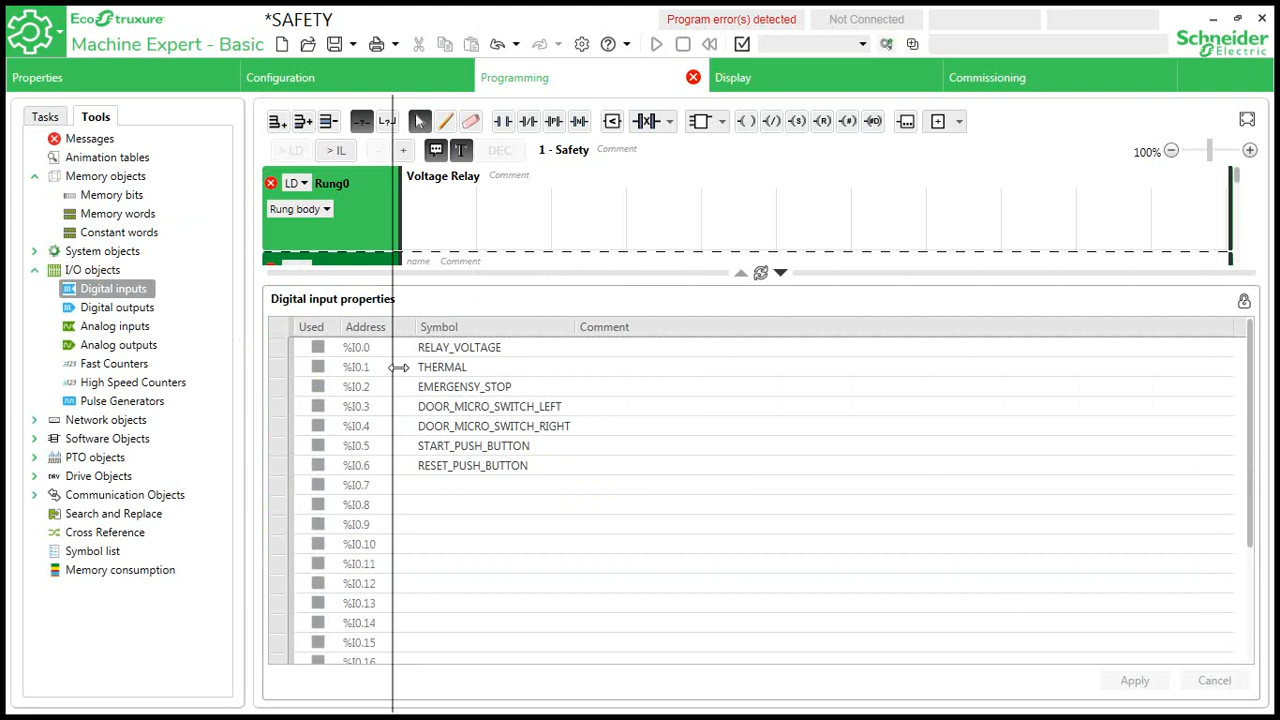 EcoStruxure
Machine Expert - Basic
*SAFETY
Program error(s) detected
Not Connected
Schneider
Electric
Properties
Configuration
Programming
Display
Commissioning
Tasks
Tools
Messages
Animation tables
Memory objects
Memory bits
Memory words
Constant words
System objects
I/O objects
Digital inputs
Digital outputs
Analog inputs
Analog outputs
Fast Counters
High Speed Counters
Pulse Generators
Network objects
Software Objects
PTO objects
Drive Objects
Communication Objects
Search and Replace
Cross Reference
Symbol list
Memory consumption
> LD
> IL
-
+
DEC
1 - Safety
Comment
100%
LD
Rung0
Rung body
Voltage Relay
Comment
name
Comment
Digital input properties
Used Address Symbol Comment
%I0.0 RELAY_VOLTAGE
%I0.1 THERMAL
%I0.2 EMERGENSY_STOP
%I0.3 DOOR_MICRO_SWITCH_LEFT
%I0.4 DOOR_MICRO_SWITCH_RIGHT
%I0.5 START_PUSH_BUTTON
%I0.6 RESET_PUSH_BUTTON
%I0.7
%I0.8
%I0.9
%I0.10
%I0.11
%I0.12
%I0.13
%I0.14
%I0.15
%I0.16
Apply
Cancel